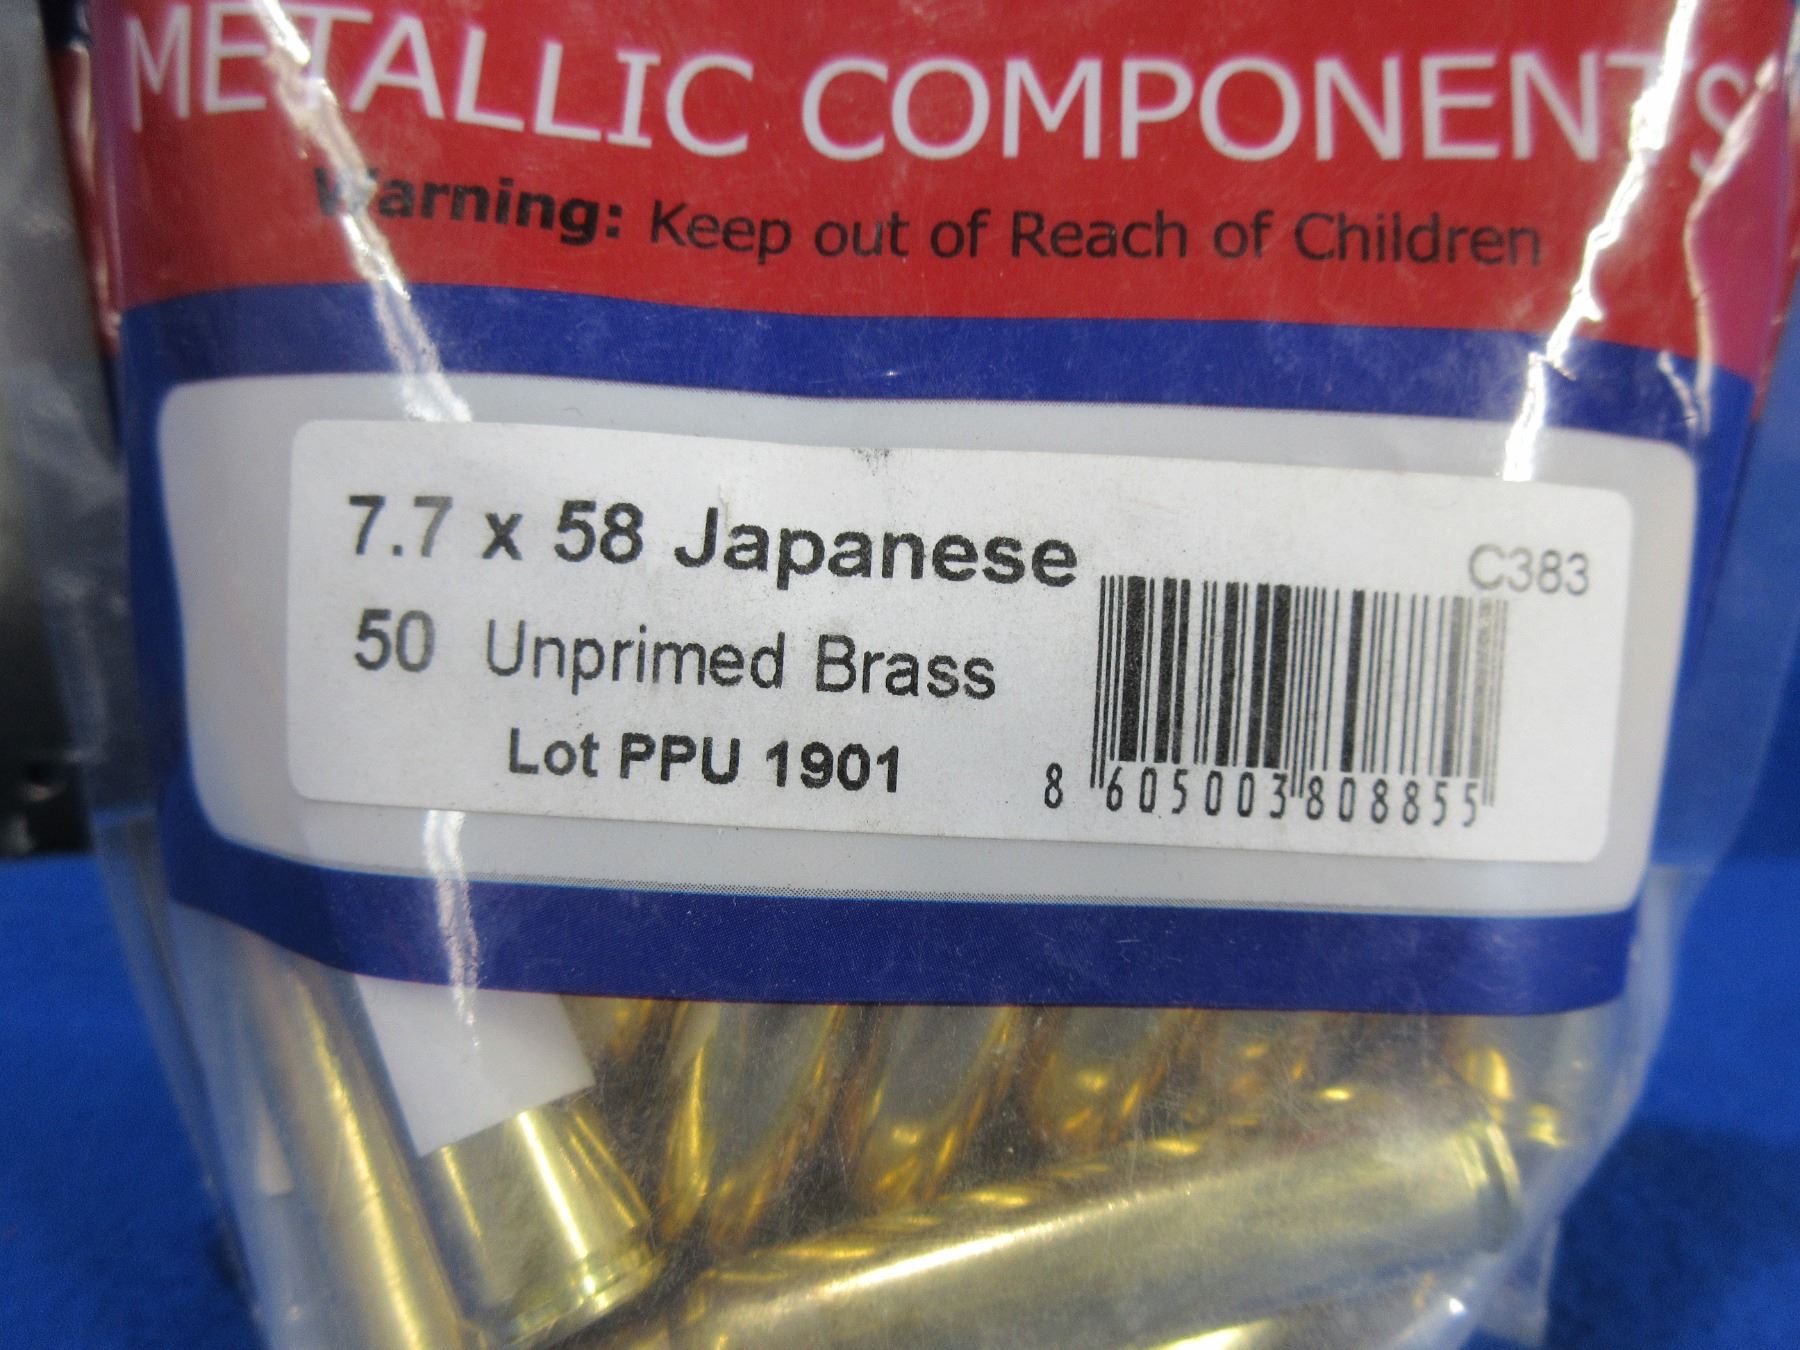 METALLIC COMPONENTS
Warning: Keep out of Reach of Children
7.7 x 58 Japanese
C383
50 Unprimed Brass
Lot PPU 1901
8 605003 808855